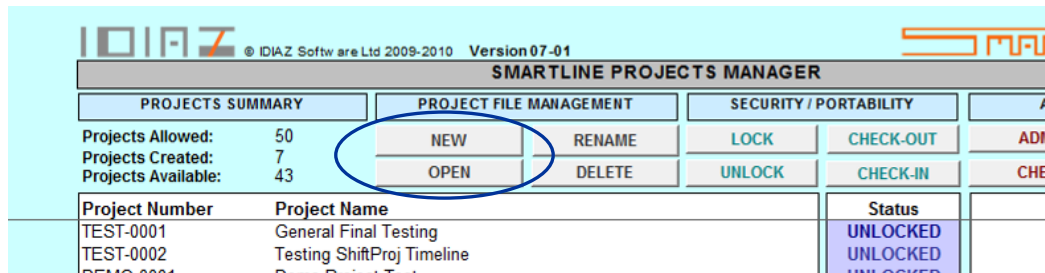 IDIAZ © IDIAZ Softw are Ltd 2009-2010 Version 07-01
SMARTLINE PROJECTS MANAGER
PROJECTS SUMMARY PROJECT FILE MANAGEMENT SECURITY / PORTABILITY
Projects Allowed: 50 NEW RENAME LOCK CHECK-OUT
Projects Created: 7
Projects Available: 43 OPEN DELETE UNLOCK CHECK-IN
Project Number Project Name Status
TEST-0001 General Final Testing UNLOCKED
TEST-0002 Testing ShiftProj Timeline UNLOCKED